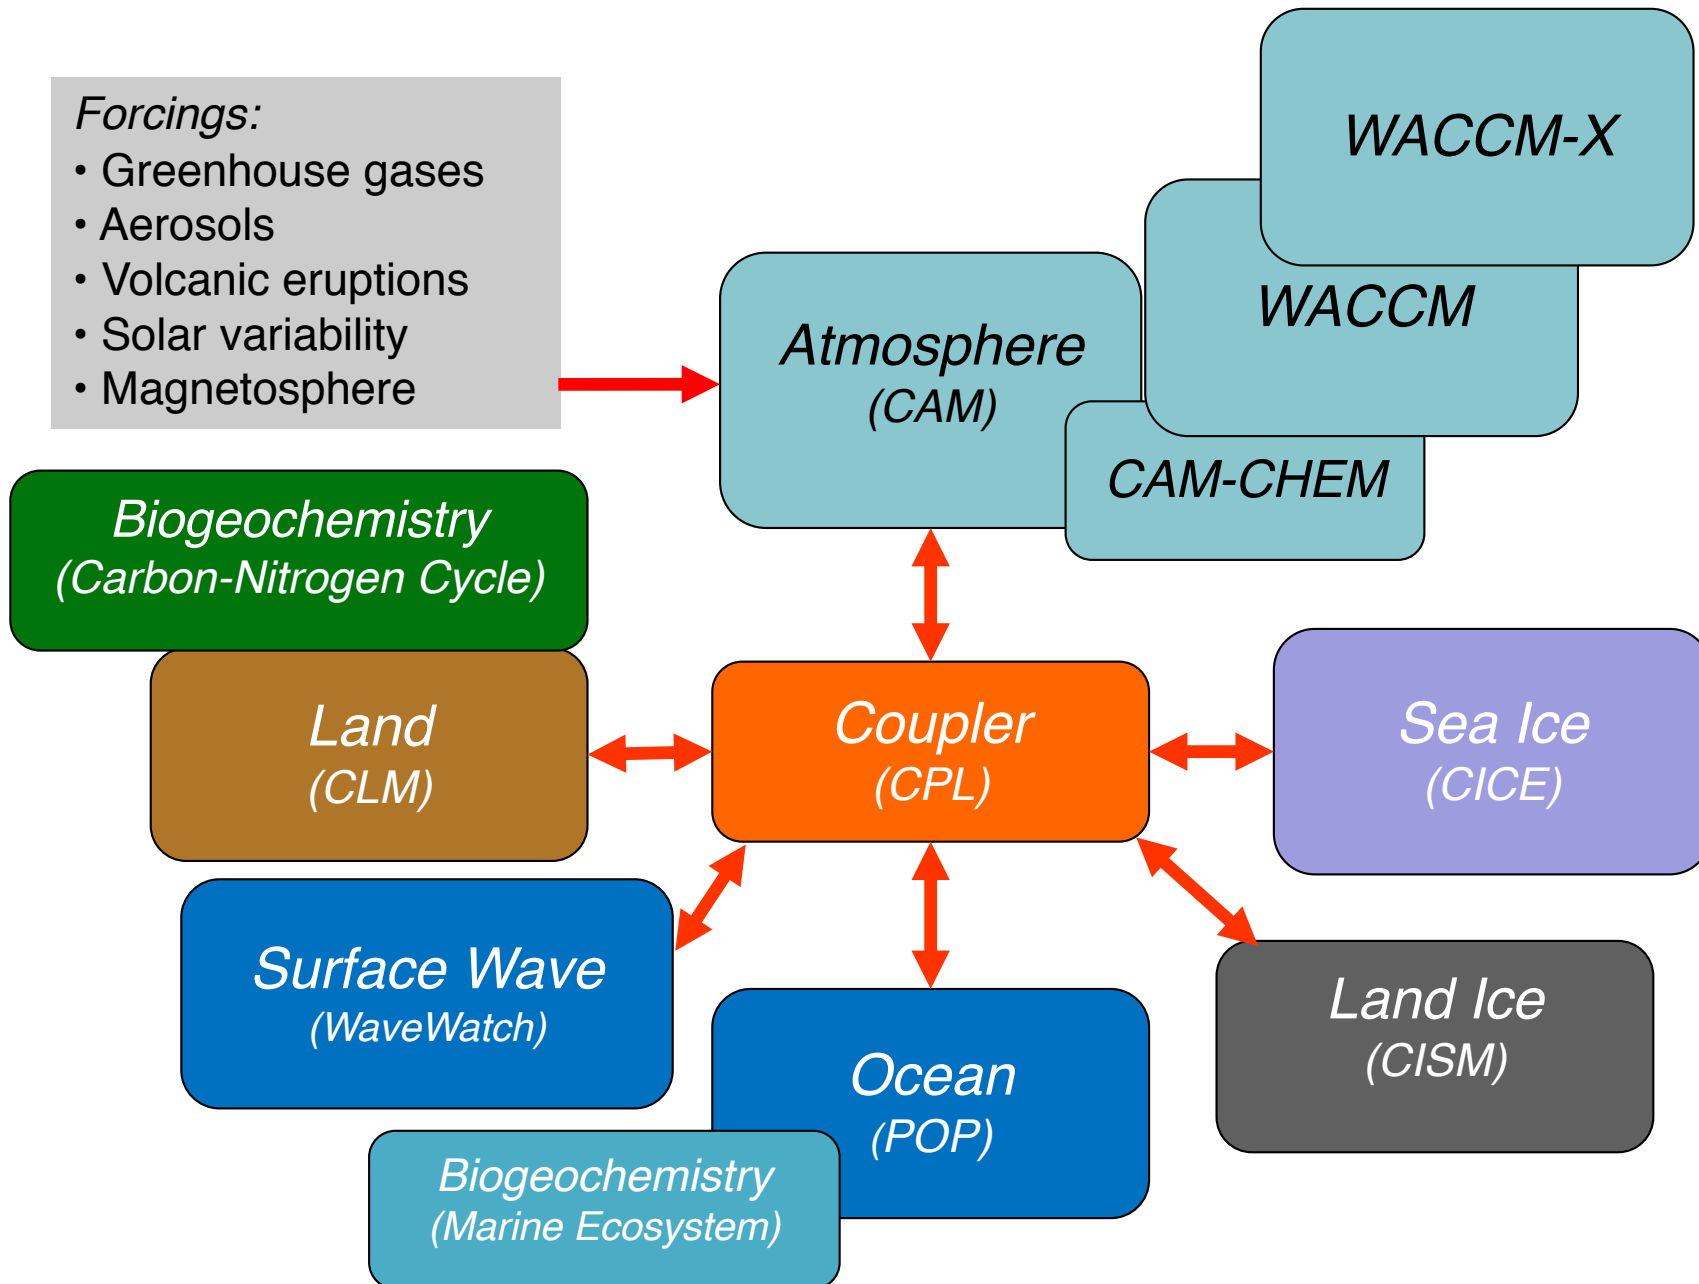 Forcings:
• Greenhouse gases
• Aerosols
• Volcanic eruptions
• Solar variability
• Magnetosphere
WACCM-X
WACCM
Atmosphere
(CAM)
CAM-CHEM
Biogeochemistry
(Carbon-Nitrogen Cycle)
Land
(CLM)
Coupler
(CPL)
Sea Ice
(CICE)
Surface Wave
(WaveWatch)
Ocean
(POP)
Land Ice
(CISM)
Biogeochemistry
(Marine Ecosystem)